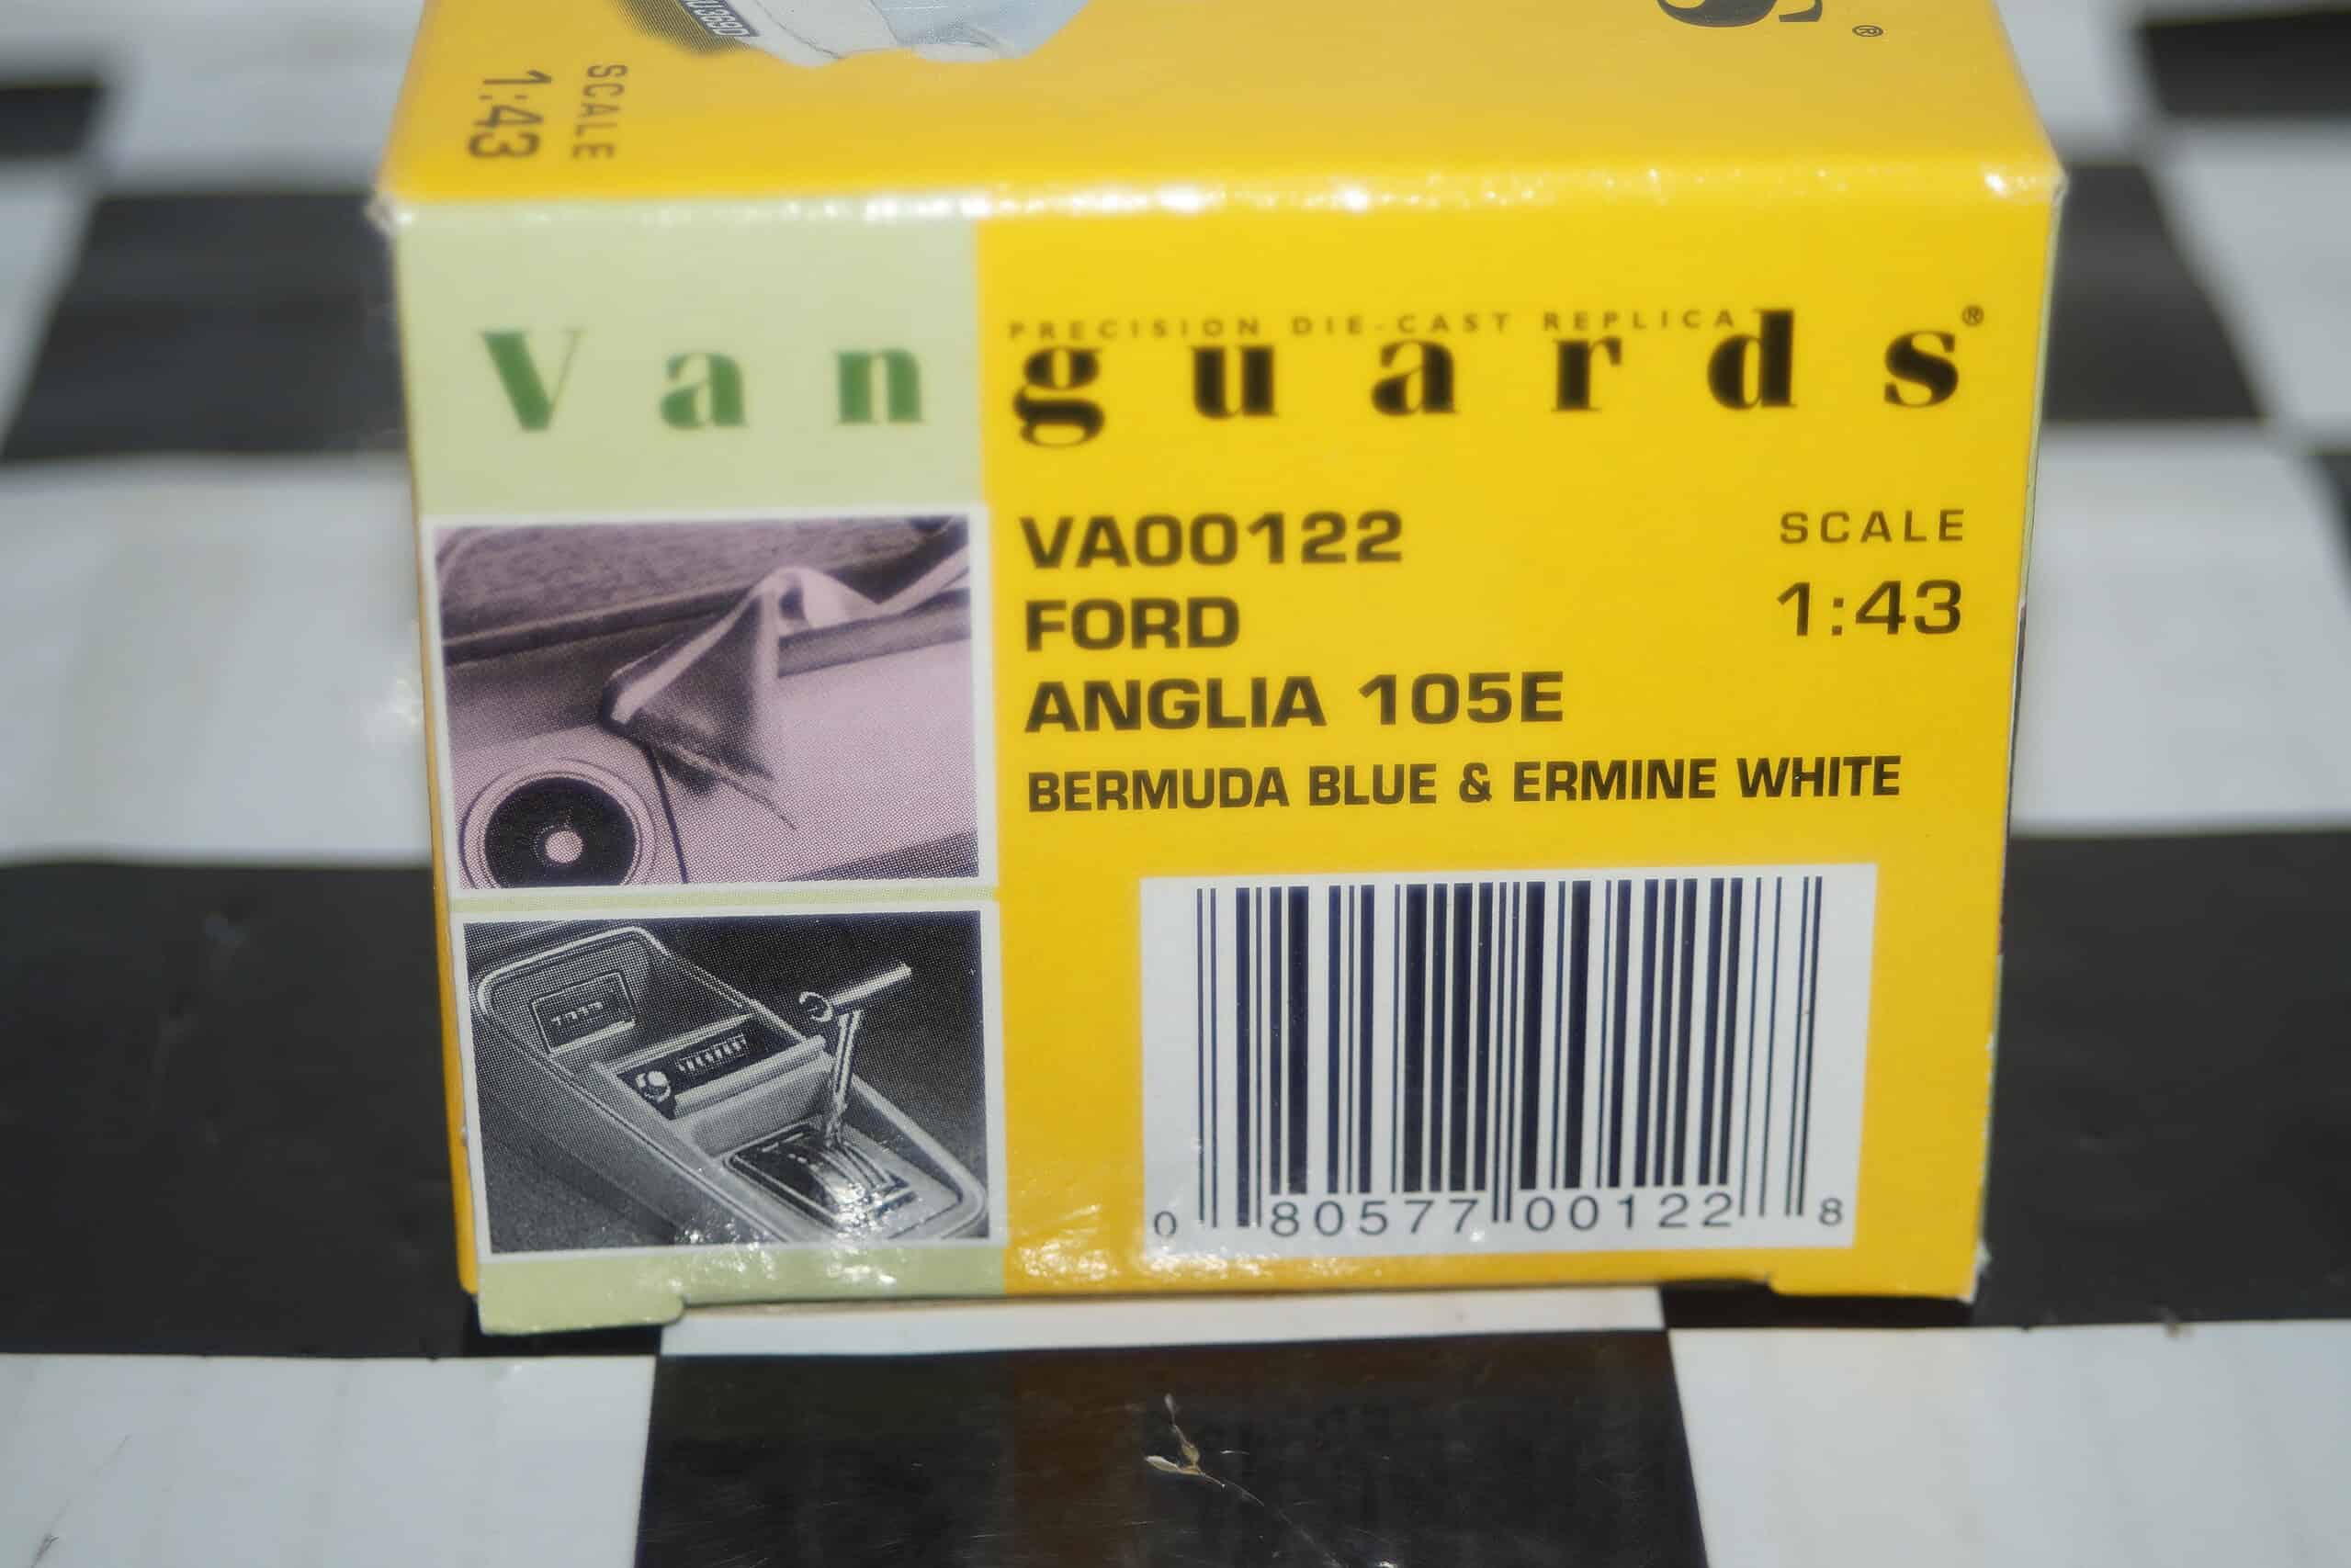 SCALE
1:43
s®
Vanguards®
PRECISION DIE-CAST REPLICA
VA00122
FORD
ANGLIA 105E
BERMUDA BLUE & ERMINE WHITE
SCALE
1:43
0 80577 00122 8